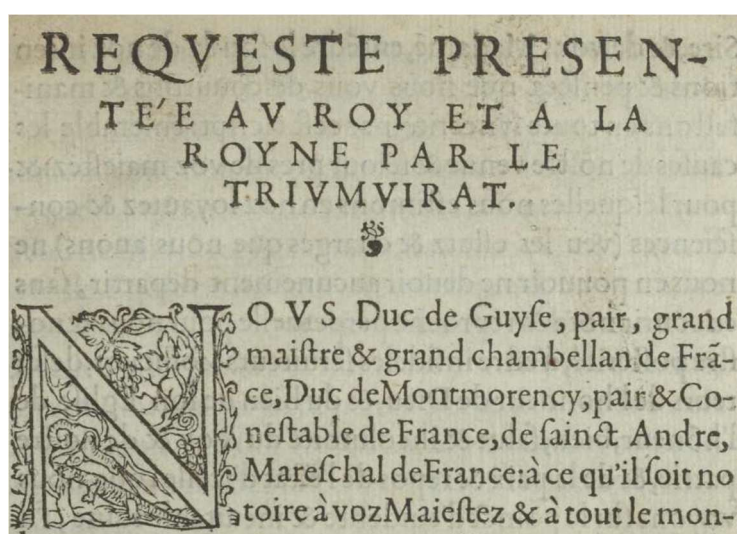 REQVESTE PRESEN-
TE'E AV ROY ET A LA
ROYNE PAR LE
TRIVMVIRAT.
NOVS Duc de Guyſe, pair, grand
maiſtre & grand chambellan de Frã-
ce, Duc de Montmorency, pair & Co-
neſtable de France, de ſainct Andre,
Mareſchal de France: à ce qu'il ſoit no
toire à voz Maieſtez & à tout le mon-